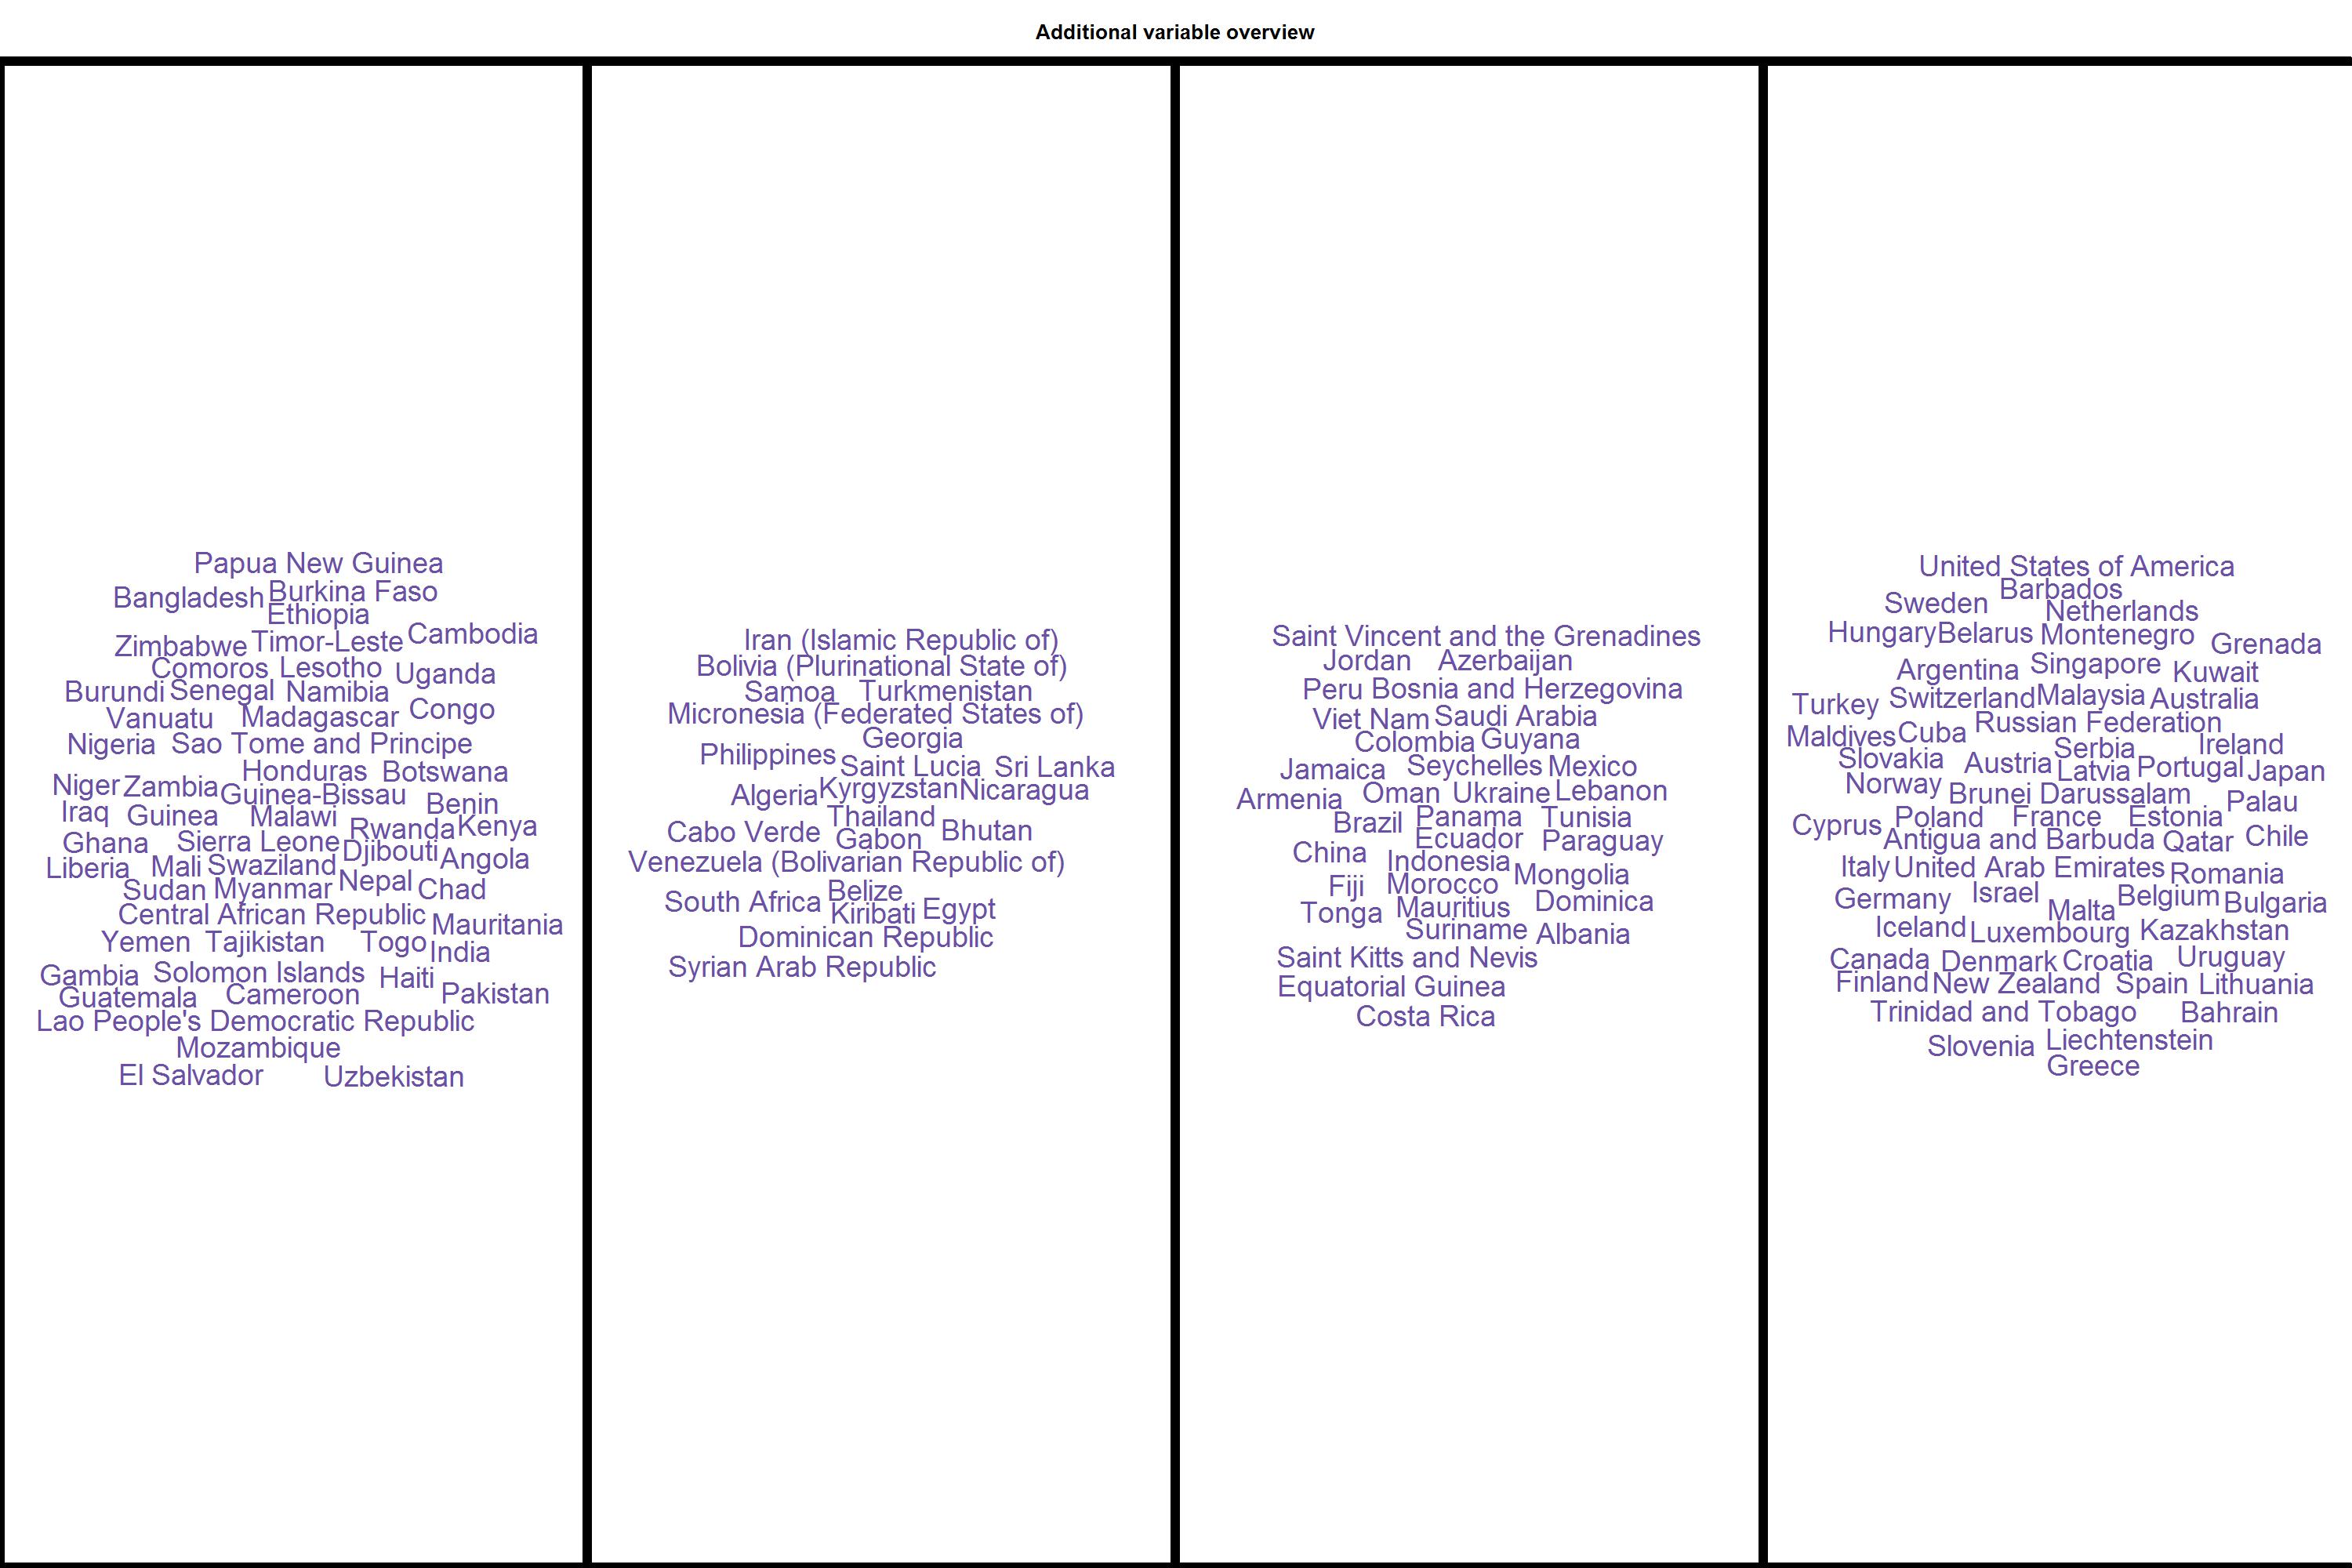 Additional variable overview
Papua New Guinea
Burkina Faso
Bangladesh
Ethiopia
Cambodia
Timor-Leste
Zimbabwe
Comoros Lesotho
Uganda
Burundi Senegal Namibia
Congo
Vanuatu Madagascar
Nigeria Sao Tome and Principe
Honduras Botswana
Niger Zambia
Guinea-Bissau
Benin
Iraq Guinea Malawi
Rwanda Kenya
Ghana Sierra Leone
Djibouti
Angola
Liberia Mali Swaziland
Nepal
Sudan Myanmar Chad
Central African Republic
Mauritania
Yemen Tajikistan Togo
India
Gambia Solomon Islands Haiti
Guatemala Cameroon Pakistan
Lao People's Democratic Republic
Mozambique
El Salvador Uzbekistan
Iran (Islamic Republic of)
Bolivia (Plurinational State of)
Samoa Turkmenistan
Micronesia (Federated States of)
Georgia
Philippines
Saint Lucia Sri Lanka
Algeria Kyrgyzstan Nicaragua
Thailand
Cabo Verde Gabon Bhutan
Venezuela (Bolivarian Republic of)
Belize
South Africa
Kiribati Egypt
Dominican Republic
Syrian Arab Republic
Saint Vincent and the Grenadines
Jordan Azerbaijan
Peru Bosnia and Herzegovina
Viet Nam Saudi Arabia
Colombia Guyana
Jamaica Seychelles Mexico
Armenia Oman Ukraine Lebanon
Brazil Panama Tunisia
Ecuador Paraguay
China Indonesia
Mongolia
Fiji Morocco
Tonga Mauritius Dominica
Suriname Albania
Saint Kitts and Nevis
Equatorial Guinea
Costa Rica
United States of America
Barbados
Sweden
Netherlands
Hungary Belarus Montenegro
Grenada
Argentina Singapore Kuwait
Turkey Switzerland Malaysia Australia
Russian Federation
Maldives Cuba
Serbia Ireland
Slovakia Austria
Latvia Portugal Japan
Norway
Brunei Darussalam Palau
Cyprus Poland France Estonia
Antigua and Barbuda Qatar Chile
Italy United Arab Emirates Romania
Germany Israel Belgium
Malta Bulgaria
Iceland Luxembourg Kazakhstan
Canada Denmark Croatia Uruguay
Finland New Zealand Spain Lithuania
Trinidad and Tobago Bahrain
Slovenia Liechtenstein
Greece